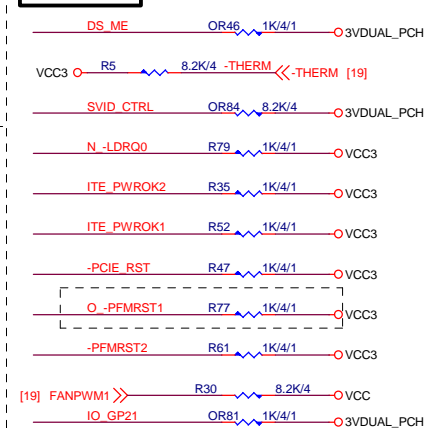 DS_ME OR46 1K/4/1 3VDUAL_PCH
VCC3 R5 8.2K/4 -THERM -THERM [19]
SVID_CTRL OR84 8.2K/4 3VDUAL_PCH
N_-LDRQ0 R79 1K/4/1 VCC3
ITE_PWROK2 R35 1K/4/1 VCC3
ITE_PWROK1 R52 1K/4/1 VCC3
-PCIE_RST R47 1K/4/1 VCC3
O_-PFMRST1 R77 1K/4/1 VCC3
-PFMRST2 R61 1K/4/1 VCC3
[19] FANPWM1 R30 8.2K/4 VCC
IO_GP21 OR81 1K/4/1 3VDUAL_PCH